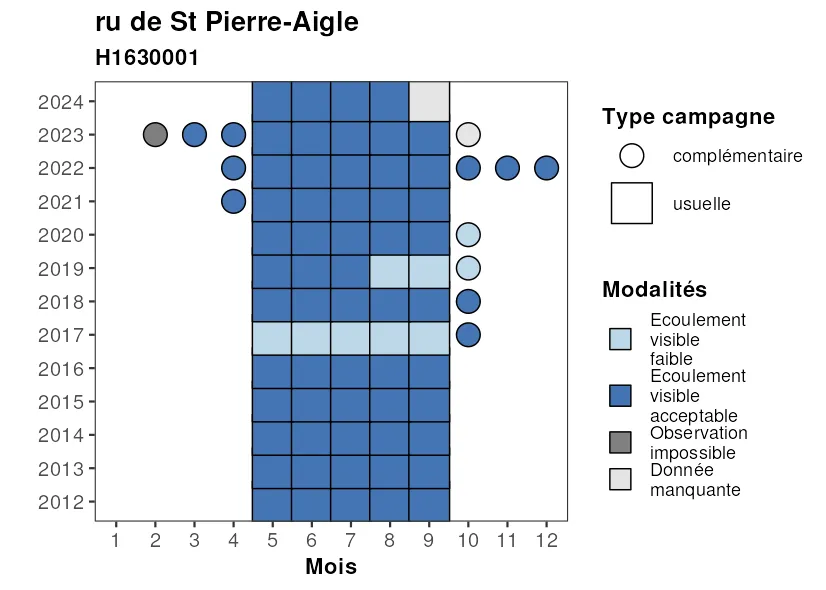 ru de St Pierre-Aigle
H1630001
2024
2023
2022
2021
2020
2019
2018
2017
2016
2015
2014
2013
2012
1 2 3 4 5 6 7 8 9 10 11 12
Mois
Type campagne
complémentaire
usuelle
Modalités
Ecoulement
visible
faible
Ecoulement
visible
acceptable
Observation
impossible
Donnée
manquante